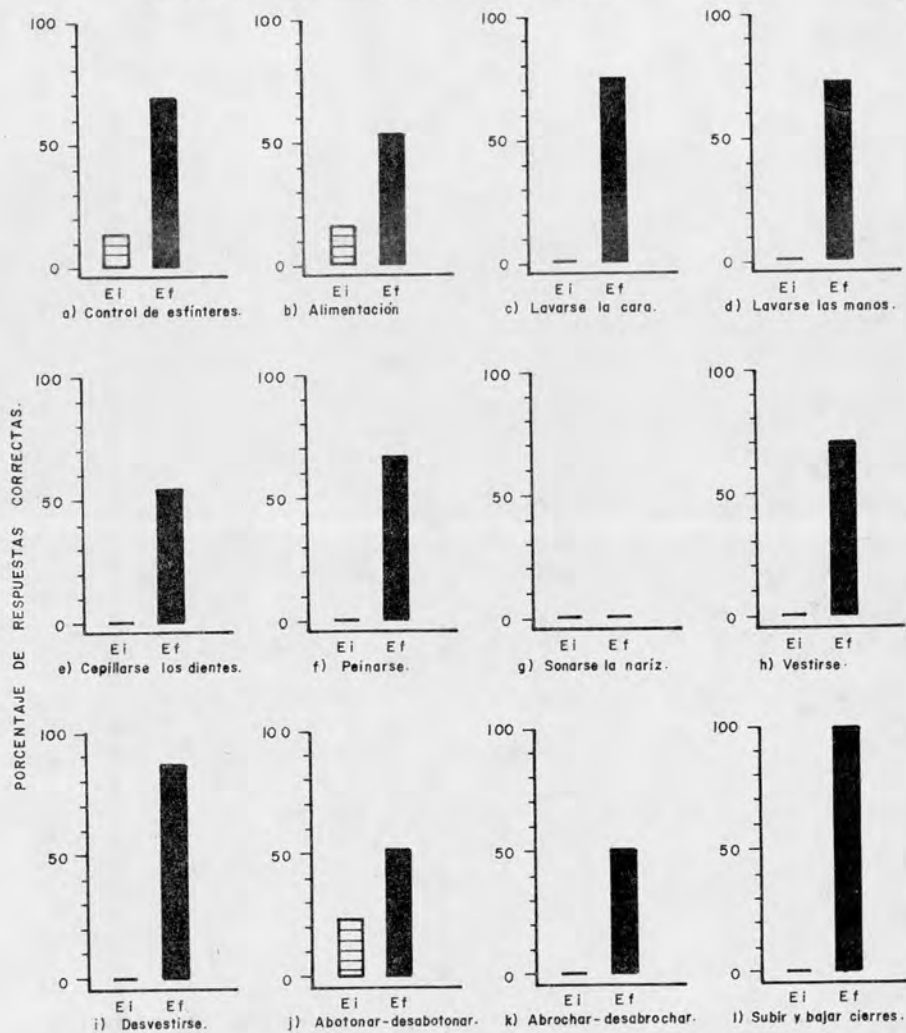 PORCENTAJE DE RESPUESTAS CORRECTAS.
100
50
0
Ei Ef
a) Control de esfínteres.
100
50
0
Ei Ef
b) Alimentación
100
50
0
Ei Ef
c) Lavarse la cara.
100
50
0
Ei Ef
d) Lavarse las manos.
100
50
0
Ei Ef
e) Cepillarse los dientes.
100
50
0
Ei Ef
f) Peinarse.
100
50
0
Ei Ef
g) Sonarse la naríz.
100
50
0
Ei Ef
h) Vestirse.
100
50
0
Ei Ef
i) Desvestirse.
100
50
0
Ei Ef
j) Abotonar-desabotonar.
100
50
0
Ei Ef
k) Abrochar-desabrochar.
100
50
0
Ei Ef
l) Subir y bajar cierres.